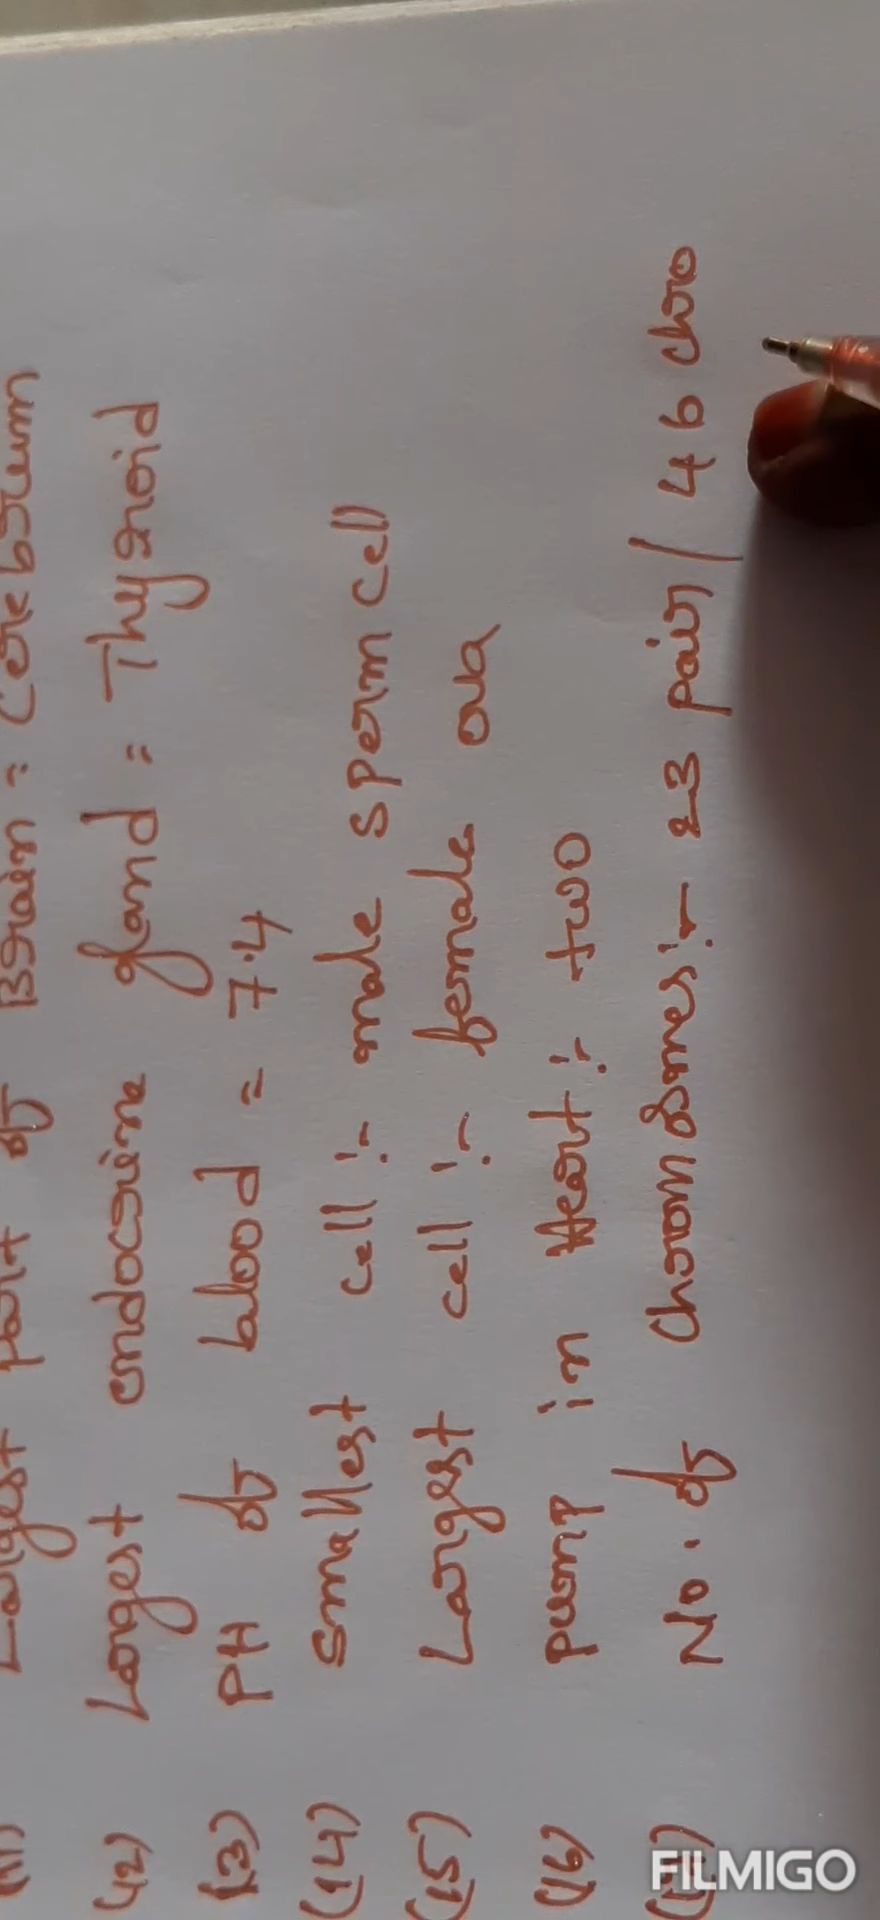 (11) Largest part of Brain = Cerebrum
(12) Largest endocrine gland = Thyroid
(13) PH of blood = 7.4
(14) Smallest cell :- male sperm cell
(15) Largest cell :- female ova
(16) pump in Heart :- two
(17) No. of Chromosomes :- 23 pair / 46 chro
FILMIGO